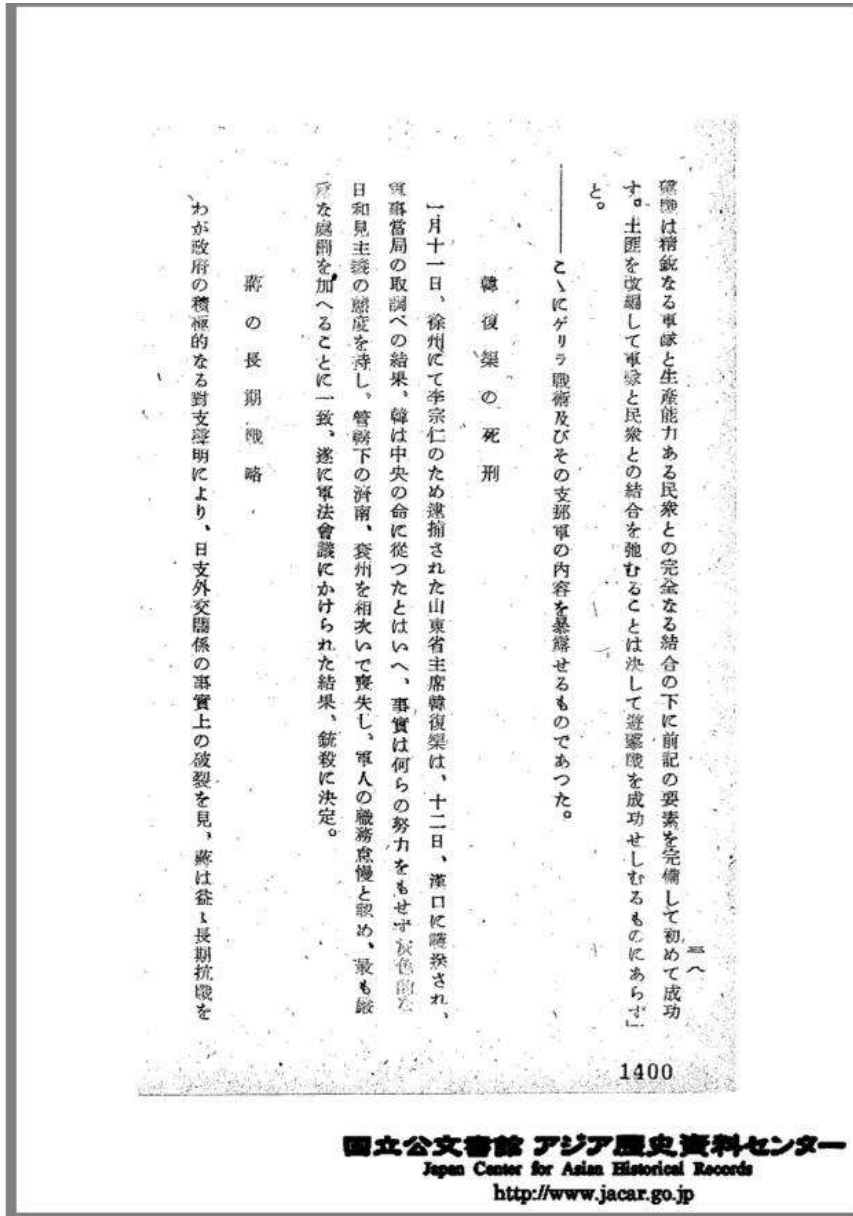 三八
撃戰は精鋭なる軍隊と生産能力ある民衆との完全なる結合の下に前記の要素を完備して初めて成功
す。土匪を改編して軍隊と民衆との結合を弛むることは決して遊撃戰を成功せしむるものにあらず」
と。
――こゝにゲリラ戰術及びその支那軍の内容を暴露せるものであつた。
韓復榘の死刑
一月十一日、徐州にて李宗仁のため逮捕された山東省主席韓復榘は、十二日、漢口に護送され、
軍事當局の取調べの結果、韓は中央の命に從つたとはいへ、事實は何らの努力をもせず灰色的な
日和見主義の態度を持し、管轄下の濟南、兗州を相次いで喪失し、軍人の職務怠慢と認め、最も嚴
重な處罰を加へることに一致、遂に軍法會議にかけられた結果、銃殺に決定。
蔣の長期戰略
わが政府の積極的なる對支聲明により、日支外交關係の事實上の破裂を見、蔣は益〻長期抗戰を
1400
国立公文書館 アジア歴史資料センター
Japan Center for Asian Historical Records
http://www.jacar.go.jp